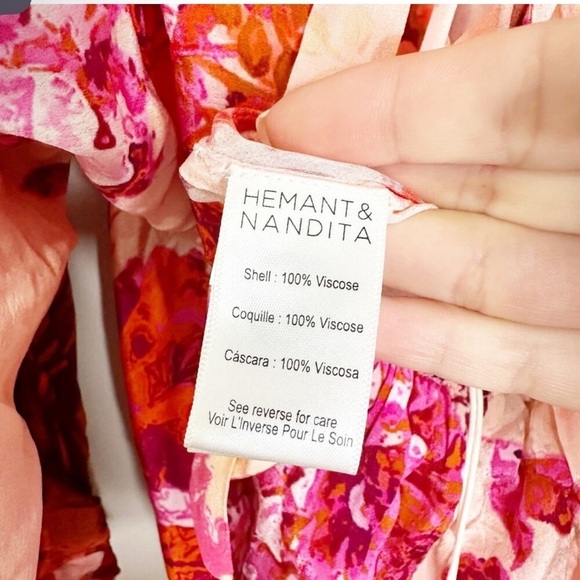 HEMANT &
NANDITA
Shell : 100% Viscose
Coquille : 100% Viscose
Cáscara : 100% Viscosa
See reverse for care
Voir L'Inverse Pour Le Soin